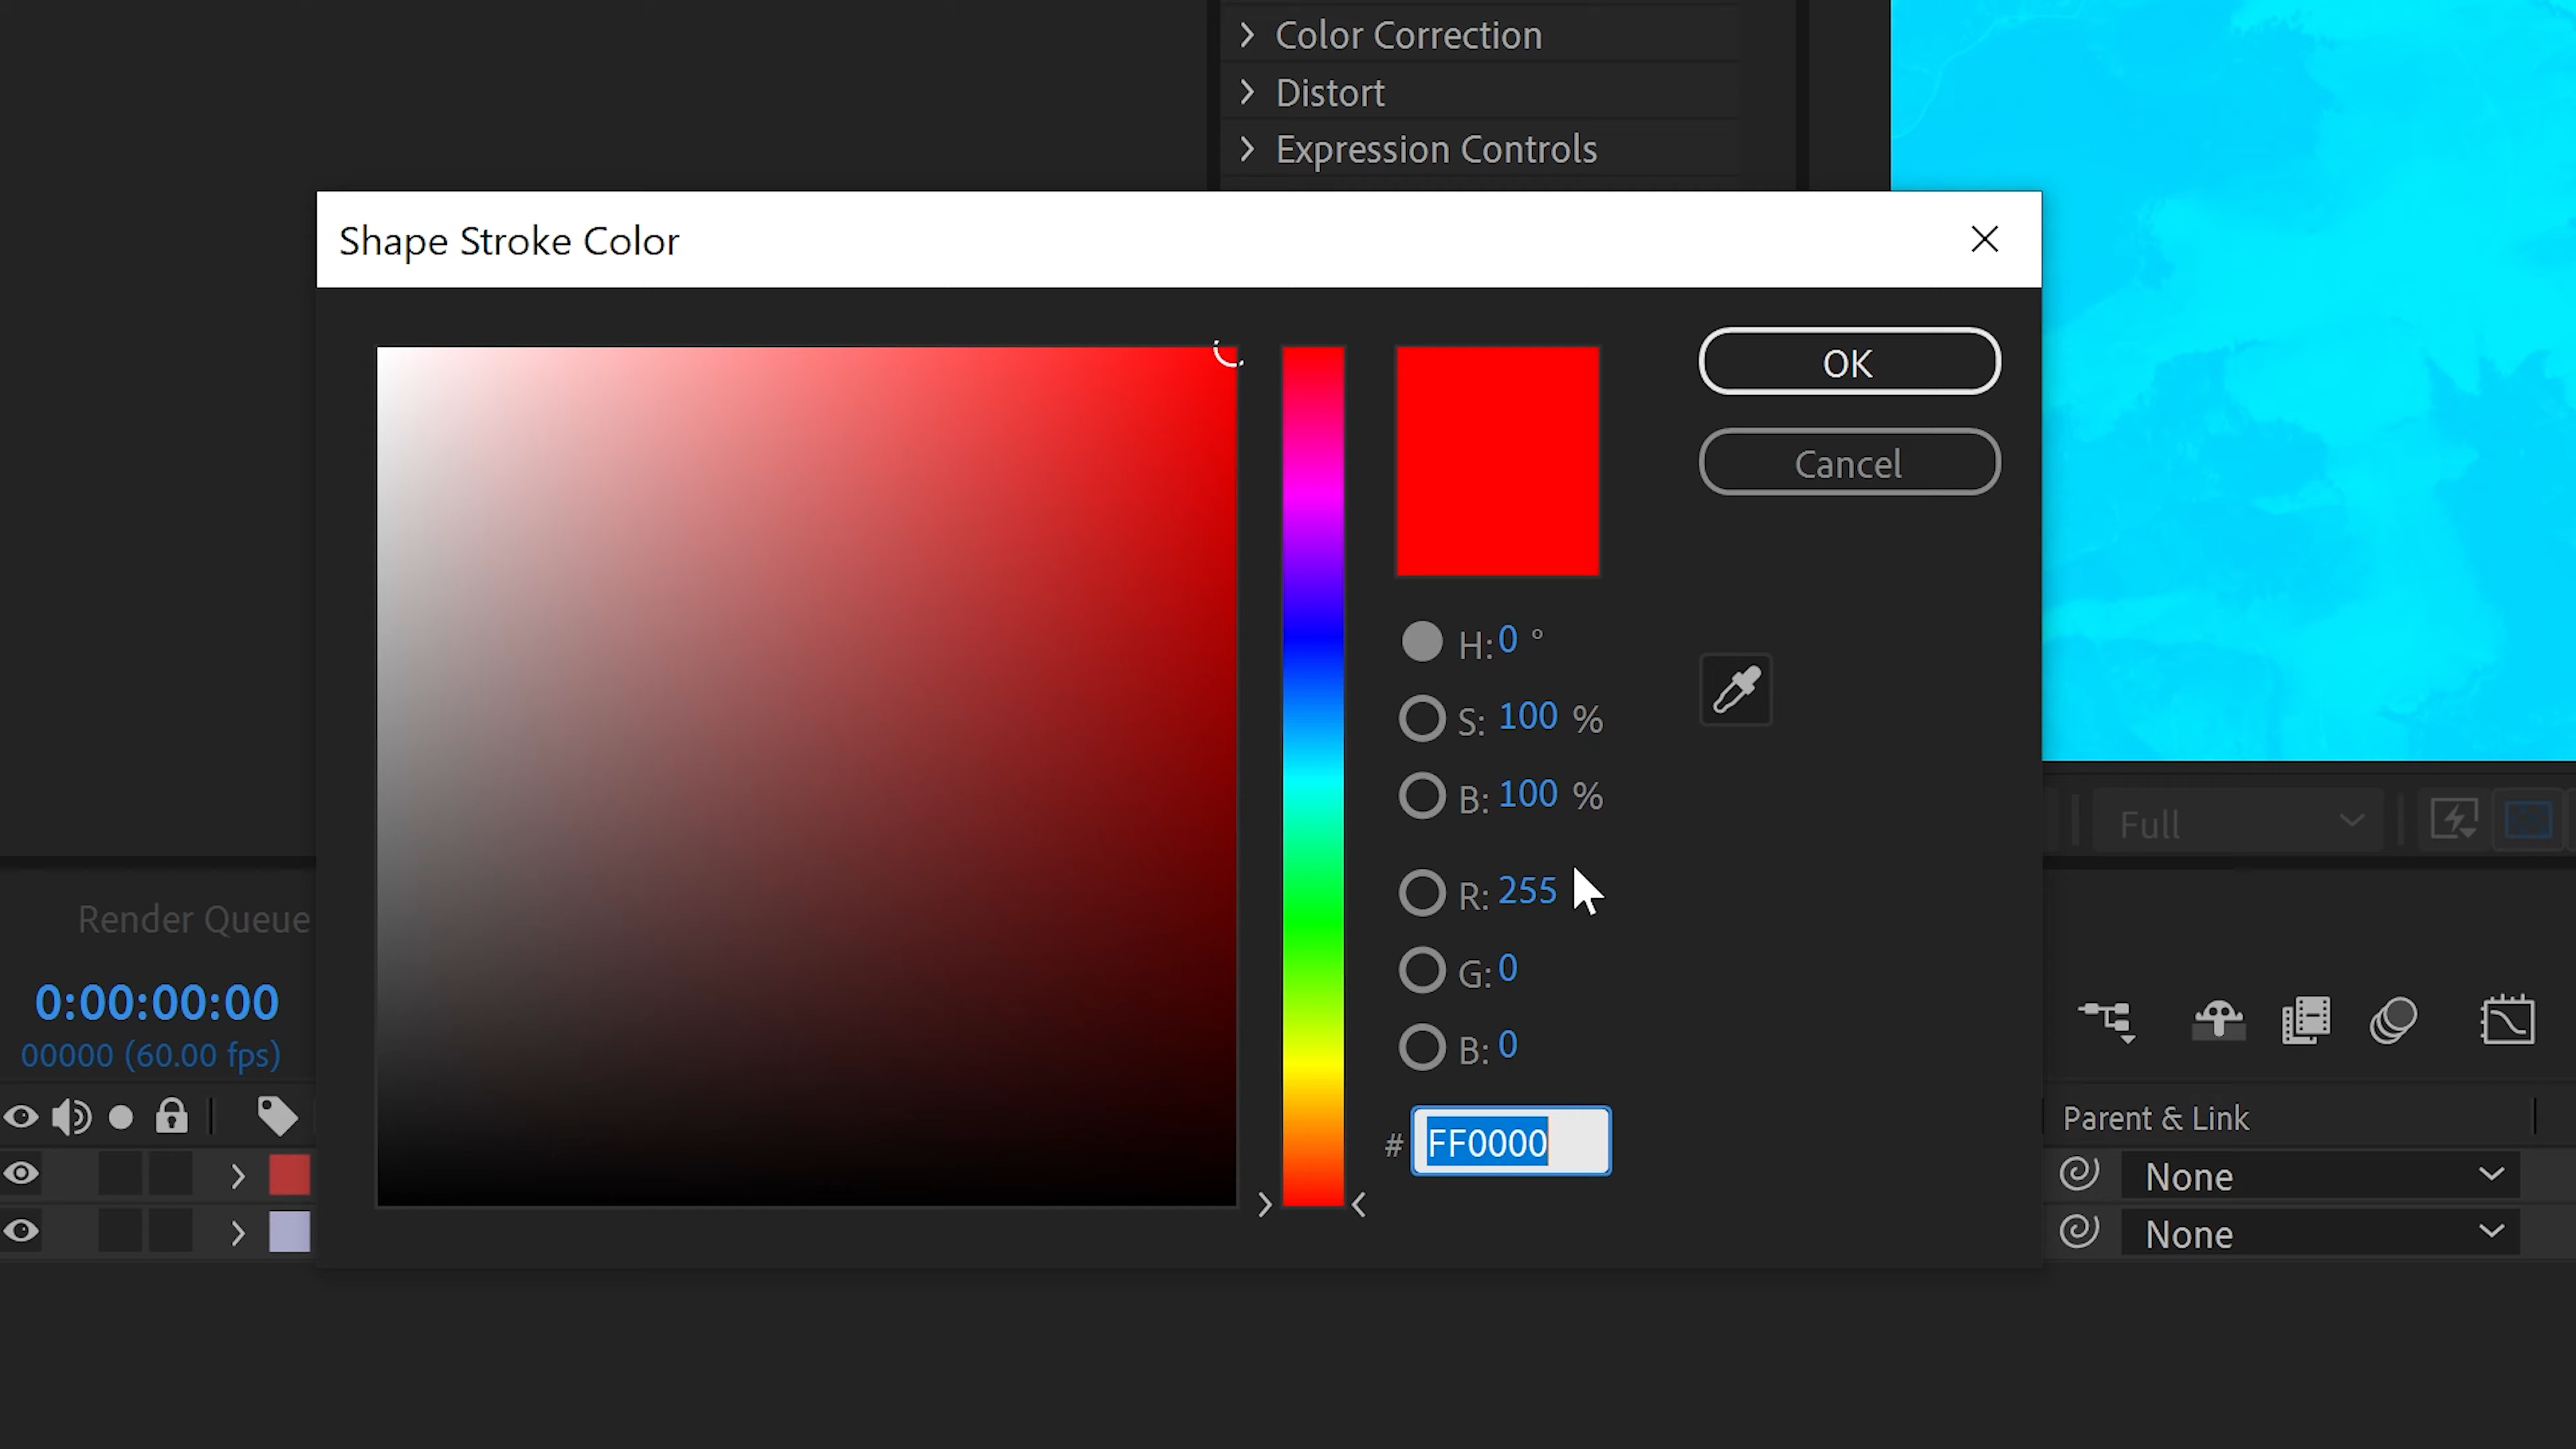 Color Correction
Distort
Expression Controls
Shape Stroke Color
OK
Cancel
H: 0 °
S: 100 %
B: 100 %
R: 255
G: 0
B: 0
# FF0000
Full
Render Queue
0:00:00:00
00000 (60.00 fps)
Parent & Link
None
None